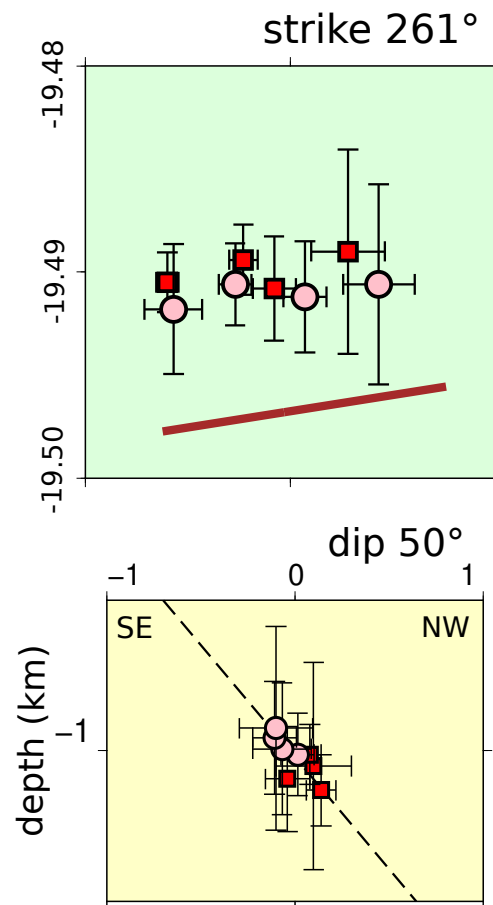 strike 261°
-19.48
-19.49
-19.50
dip 50°
−1 0 1
SE NW
−1
depth (km)